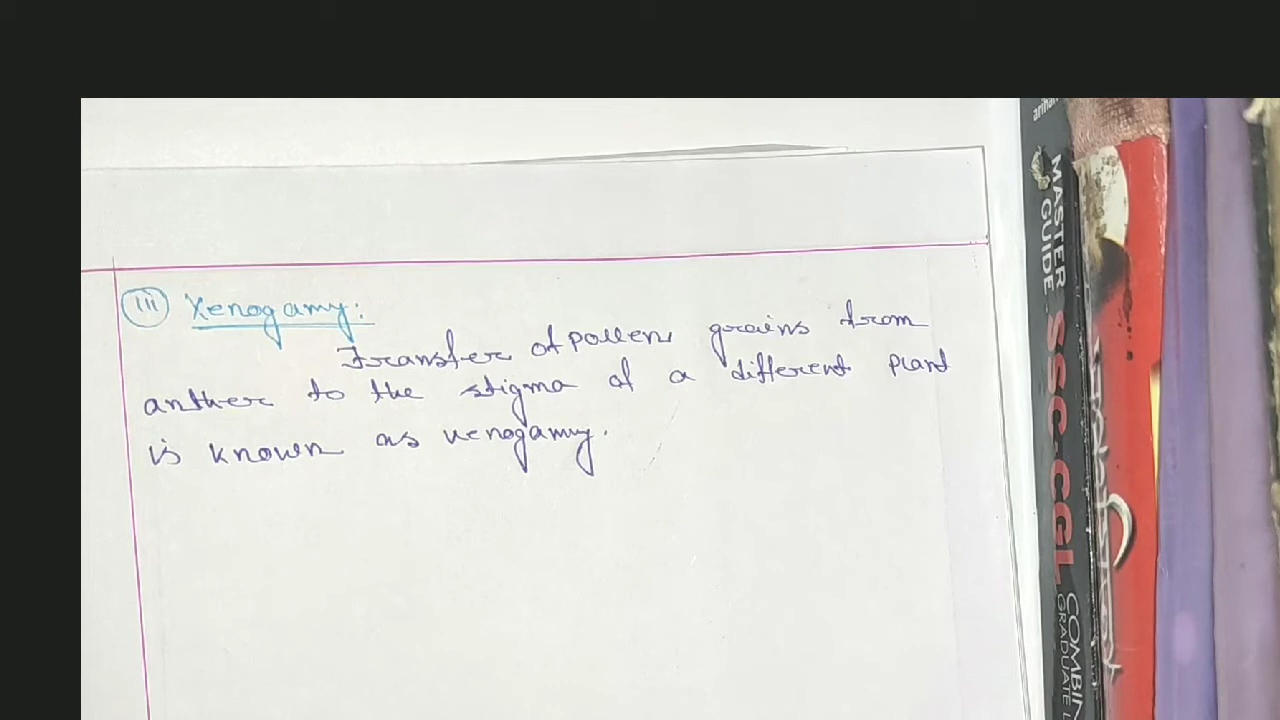 iii Xenogamy:
Transfer of pollen grains from
anther to the stigma of a different plant
is known as xenogamy.
arihan
MASTER
GUIDE
SSC-CGL
COMBIN
GRADUATE L